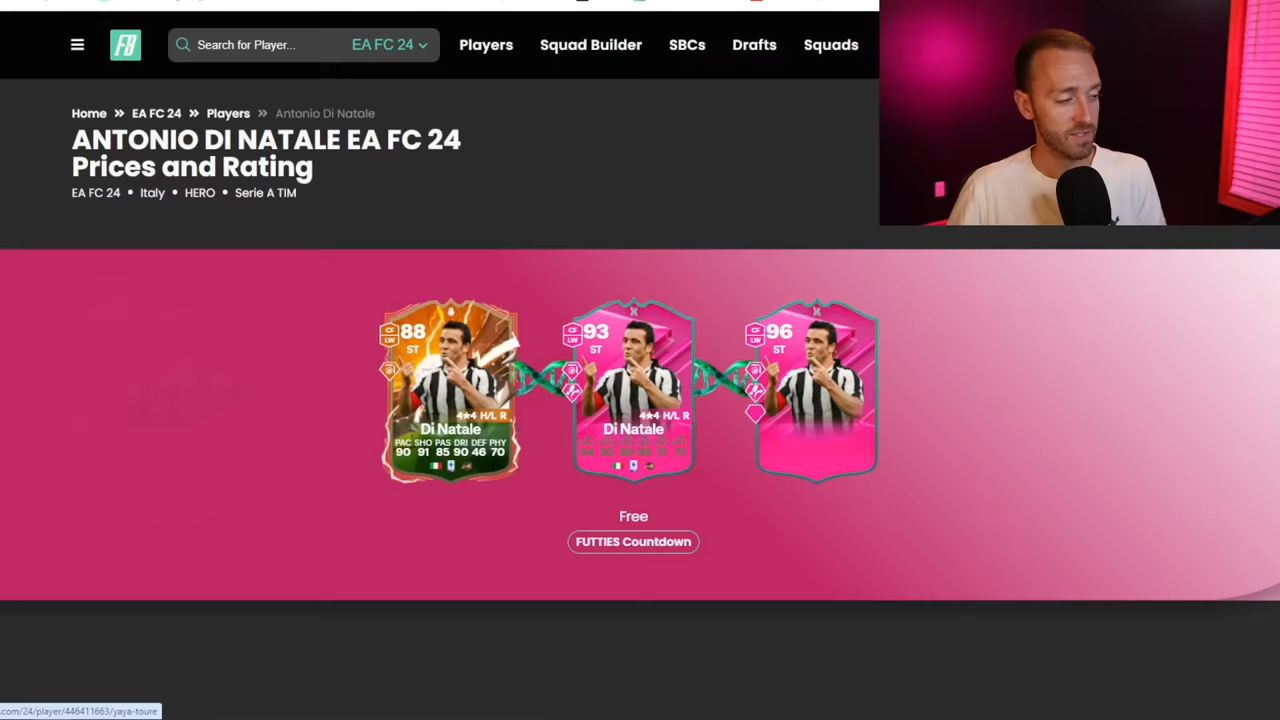 FB
Search for Player...
EA FC 24
Players
Squad Builder
SBCs
Drafts
Squads
Home » EA FC 24 » Players » Antonio Di Natale
ANTONIO DI NATALE EA FC 24
Prices and Rating
EA FC 24 • Italy • HERO • Serie A TIM
CF
LW
88
ST
4★4 H/L R
Di Natale
PAC SHO PAS DRI DEF PHY
90 91 85 90 46 70
CF
LW
93
ST
4★4 H/L R
Di Natale
CF
LW
96
ST
Free
FUTTIES Countdown
.com/24/player/446411663/yaya-toure